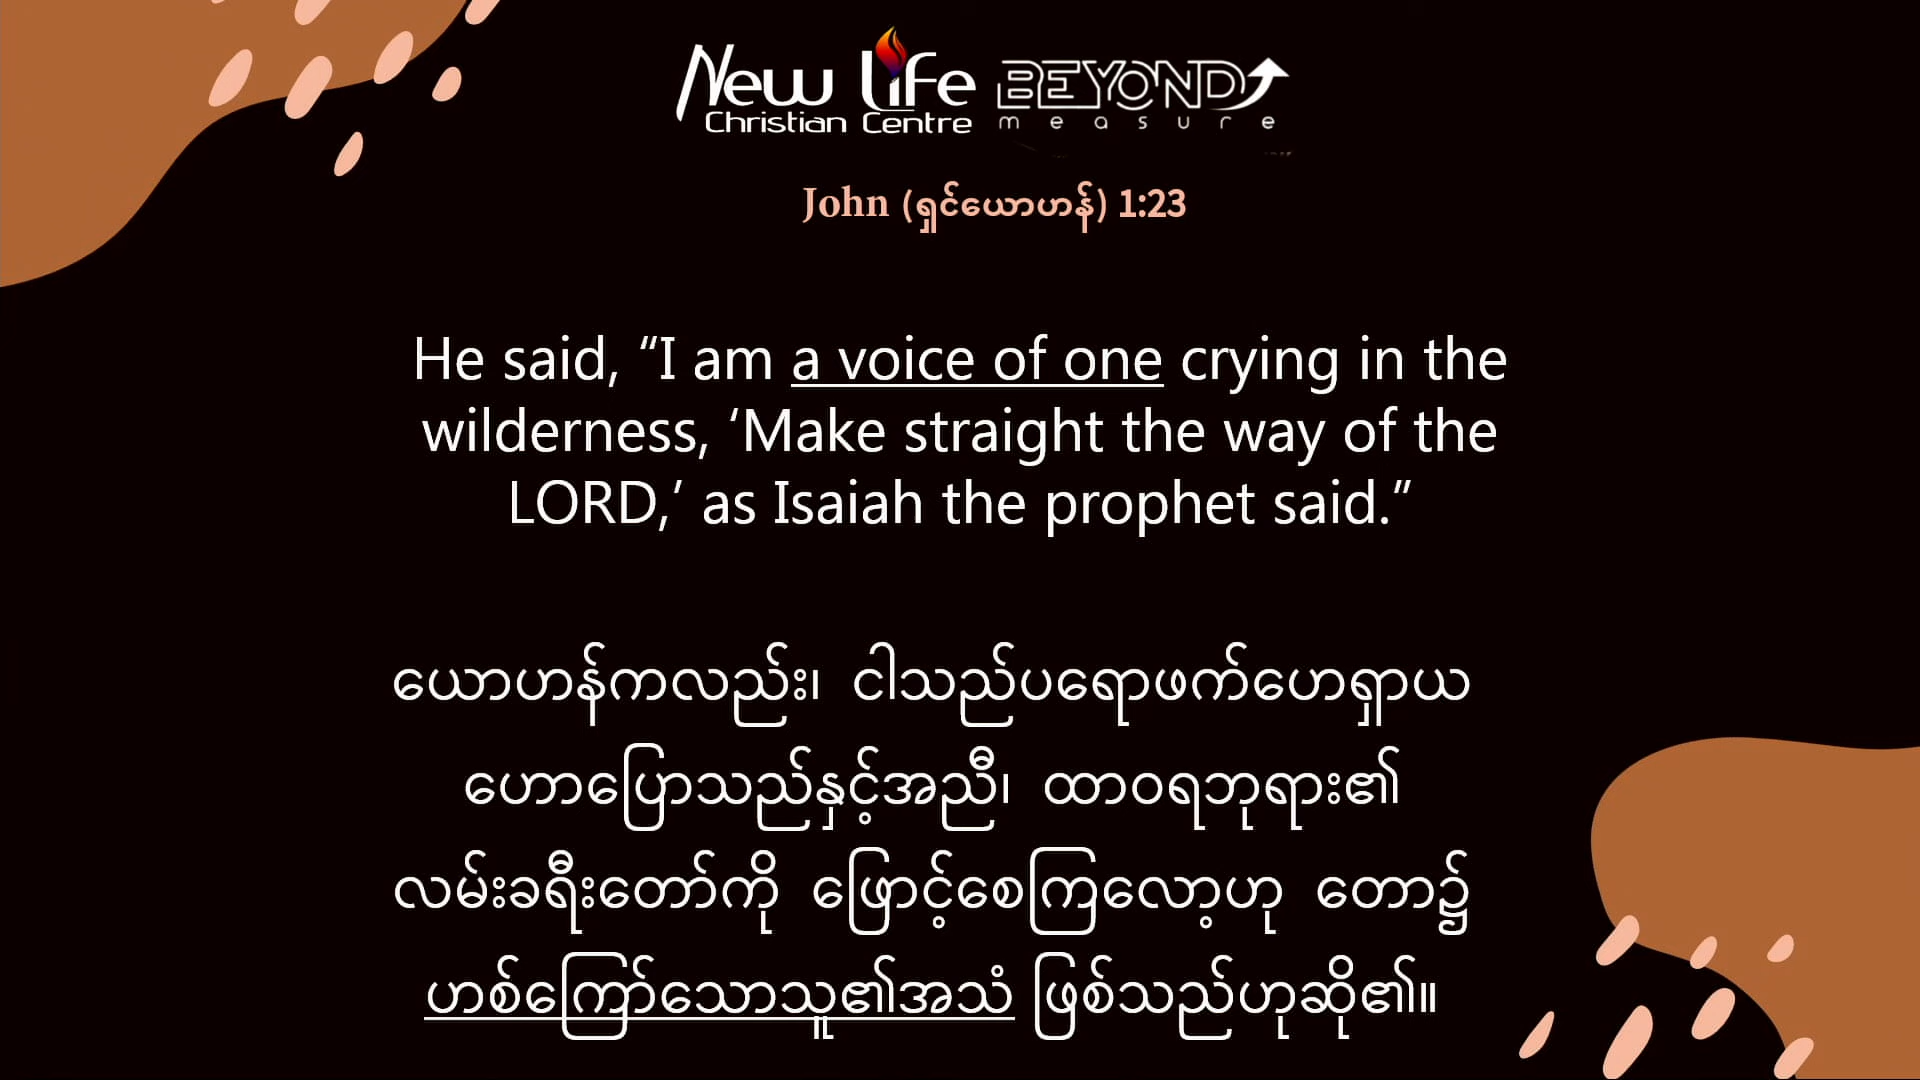 New Life
Christian Centre
BEYOND
measure
John (ရှင်ယောဟန်) 1:23
He said, “I am a voice of one crying in the
wilderness, ‘Make straight the way of the
LORD,’ as Isaiah the prophet said.”
ယောဟန်ကလည်း၊ ငါသည်ပရောဖက်ဟေရှာယ
ဟောပြောသည်နှင့်အညီ၊ ထာဝရဘုရား၏
လမ်းခရီးတော်ကို ဖြောင့်စေကြလော့ဟု တော၌
ဟစ်ကြော်သောသူ၏အသံ ဖြစ်သည်ဟုဆို၏။